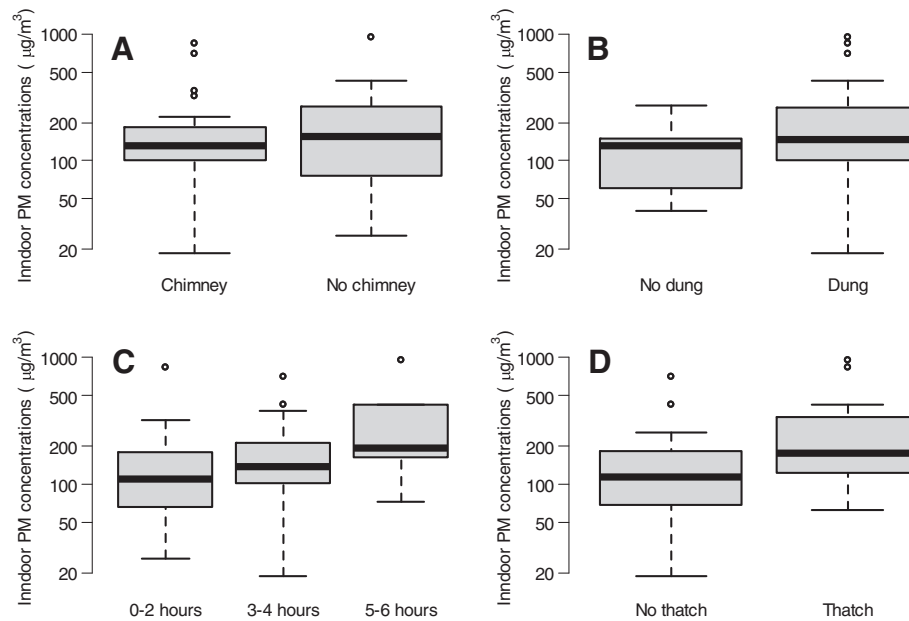 A
Inndoor PM concentrations ( μg/m³)
1000
500
200
100
50
20
Chimney No chimney
B
Inndoor PM concentrations ( μg/m³)
1000
500
200
100
50
20
No dung Dung
C
Inndoor PM concentrations ( μg/m³)
1000
500
200
100
50
20
0-2 hours 3-4 hours 5-6 hours
D
Inndoor PM concentrations ( μg/m³)
1000
500
200
100
50
20
No thatch Thatch